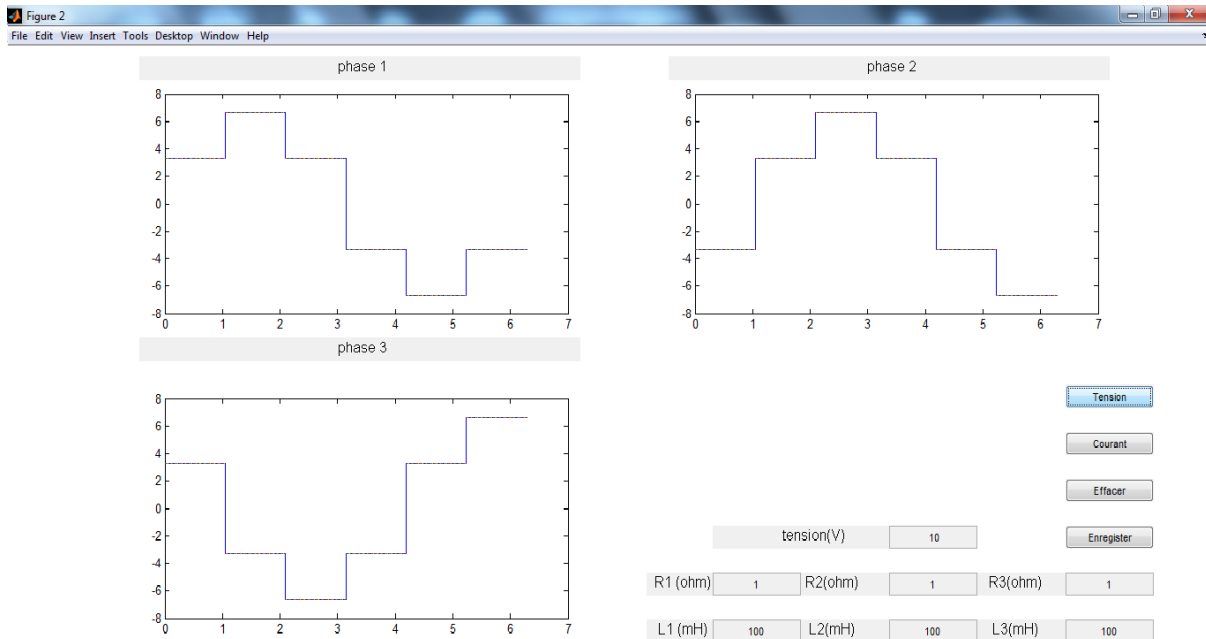 Figure 2
File Edit View Insert Tools Desktop Window Help
phase 1
8
6
4
2
0
-2
-4
-6
-8
0 1 2 3 4 5 6 7
phase 2
8
6
4
2
0
-2
-4
-6
-8
0 1 2 3 4 5 6 7
phase 3
8
6
4
2
0
-2
-4
-6
-8
0 1 2 3 4 5 6 7
Tension
Courant
Effacer
tension(V) 10 Enregister
R1 (ohm) 1 R2(ohm) 1 R3(ohm) 1
L1 (mH) 100 L2(mH) 100 L3(mH) 100